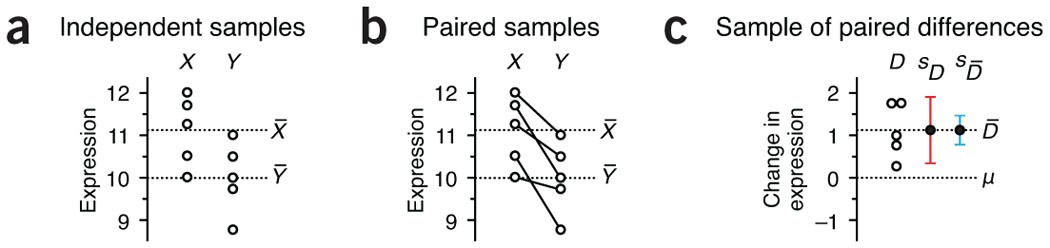 a Independent samples
X Y
Expression
12
11
10
9
X̅
Y̅
b Paired samples
X Y
Expression
12
11
10
9
X̅
Y̅
c Sample of paired differences
D s_D s_D̅
Change in
expression
2
1
0
−1
D̅
μ